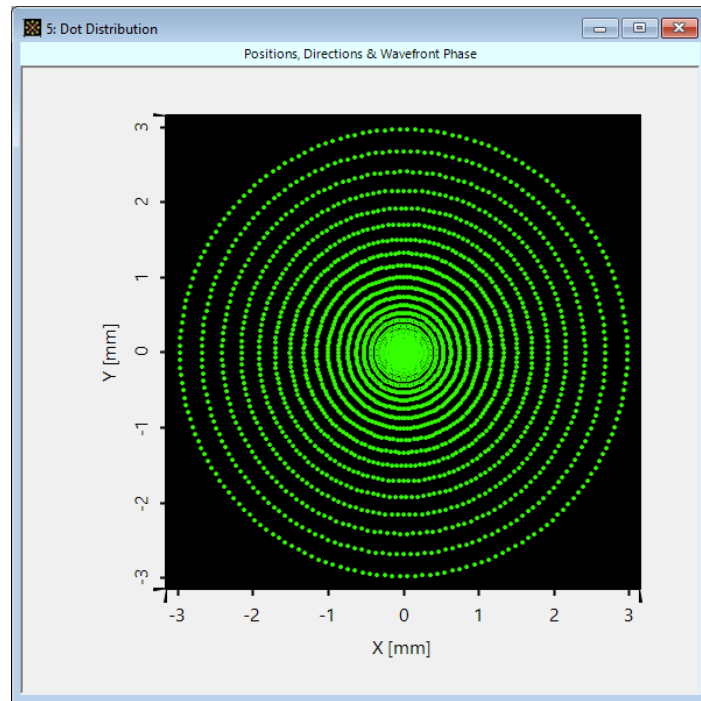 5: Dot Distribution
Positions, Directions & Wavefront Phase
3
2
1
0
-1
-2
-3
Y [mm]
-3 -2 -1 0 1 2 3
X [mm]